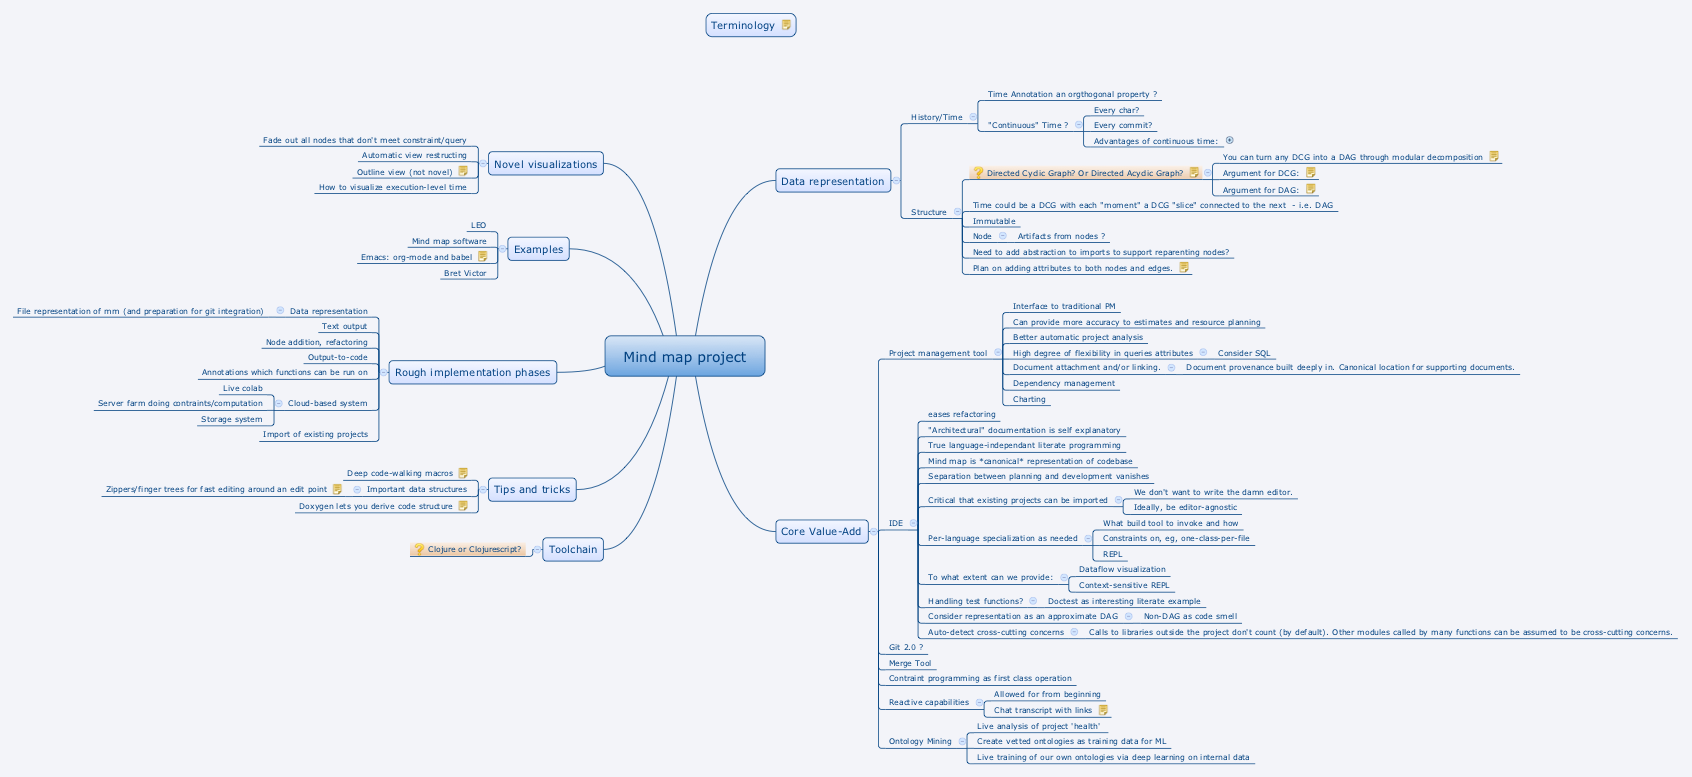 Terminology
Mind map project
Novel visualizations
Fade out all nodes that don't meet constraint/query
Automatic view restructing
Outline view (not novel)
How to visualize execution-level time
Examples
LEO
Mind map software
Emacs: org-mode and babel
Bret Victor
Rough implementation phases
File representation of mm (and preparation for git integration)
Data representation
Text output
Node addition, refactoring
Output-to-code
Annotations which functions can be run on
Live colab
Server farm doing contraints/computation
Cloud-based system
Storage system
Import of existing projects
Tips and tricks
Deep code-walking macros
Zippers/finger trees for fast editing around an edit point
Important data structures
Doxygen lets you derive code structure
Toolchain
Clojure or Clojurescript?
Data representation
History/Time
Time Annotation an orgthogonal property ?
"Continuous" Time ?
Every char?
Every commit?
Advantages of continuous time:
Structure
Directed Cydic Graph? Or Directed Acydic Graph?
You can turn any DCG into a DAG through modular decomposition
Argument for DCG:
Argument for DAG:
Time could be a DCG with each "moment" a DCG "slice" connected to the next - i.e. DAG
Immutable
Node
Artifacts from nodes ?
Need to add abstraction to imports to support reparenting nodes?
Plan on adding attributes to both nodes and edges.
Core Value-Add
Project management tool
Interface to traditional PM
Can provide more accuracy to estimates and resource planning
Better automatic project analysis
High degree of flexibility in queries attributes
Consider SQL
Document attachment and/or linking.
Document provenance built deeply in. Canonical location for supporting documents.
Dependency management
Charting
IDE
eases refactoring
"Architectural" documentation is self explanatory
True language-independant literate programming
Mind map is *canonical* representation of codebase
Separation between planning and development vanishes
Critical that existing projects can be imported
We don't want to write the damn editor.
Ideally, be editor-agnostic
Per-language specialization as needed
What build tool to invoke and how
Constraints on, eg, one-class-per-file
REPL
To what extent can we provide:
Dataflow visualization
Context-sensitive REPL
Handling test functions?
Doctest as interesting literate example
Consider representation as an approximate DAG
Non-DAG as code smell
Auto-detect cross-cutting concerns
Calls to libraries outside the project don't count (by default). Other modules called by many functions can be assumed to be cross-cutting concerns.
Git 2.0 ?
Merge Tool
Contraint programming as first class operation
Reactive capabilities
Allowed for from beginning
Chat transcript with links
Ontology Mining
Live analysis of project 'health'
Create vetted ontologies as training data for ML
Live training of our own ontologies via deep learning on internal data